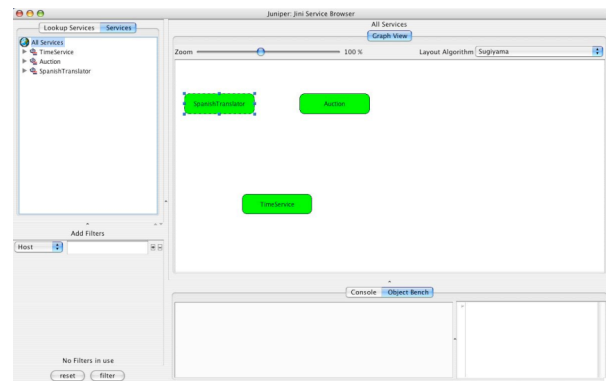 Juniper: Jini Service Browser
Lookup Services Services
All Services
TimeService
Auction
SpanishTranslator
Add Filters
Host
No Filters in use
reset filter
All Services
Graph View
Zoom 100 % Layout Algorithm Sugiyama
SpanishTranslator Auction
TimeService
Console Object Bench